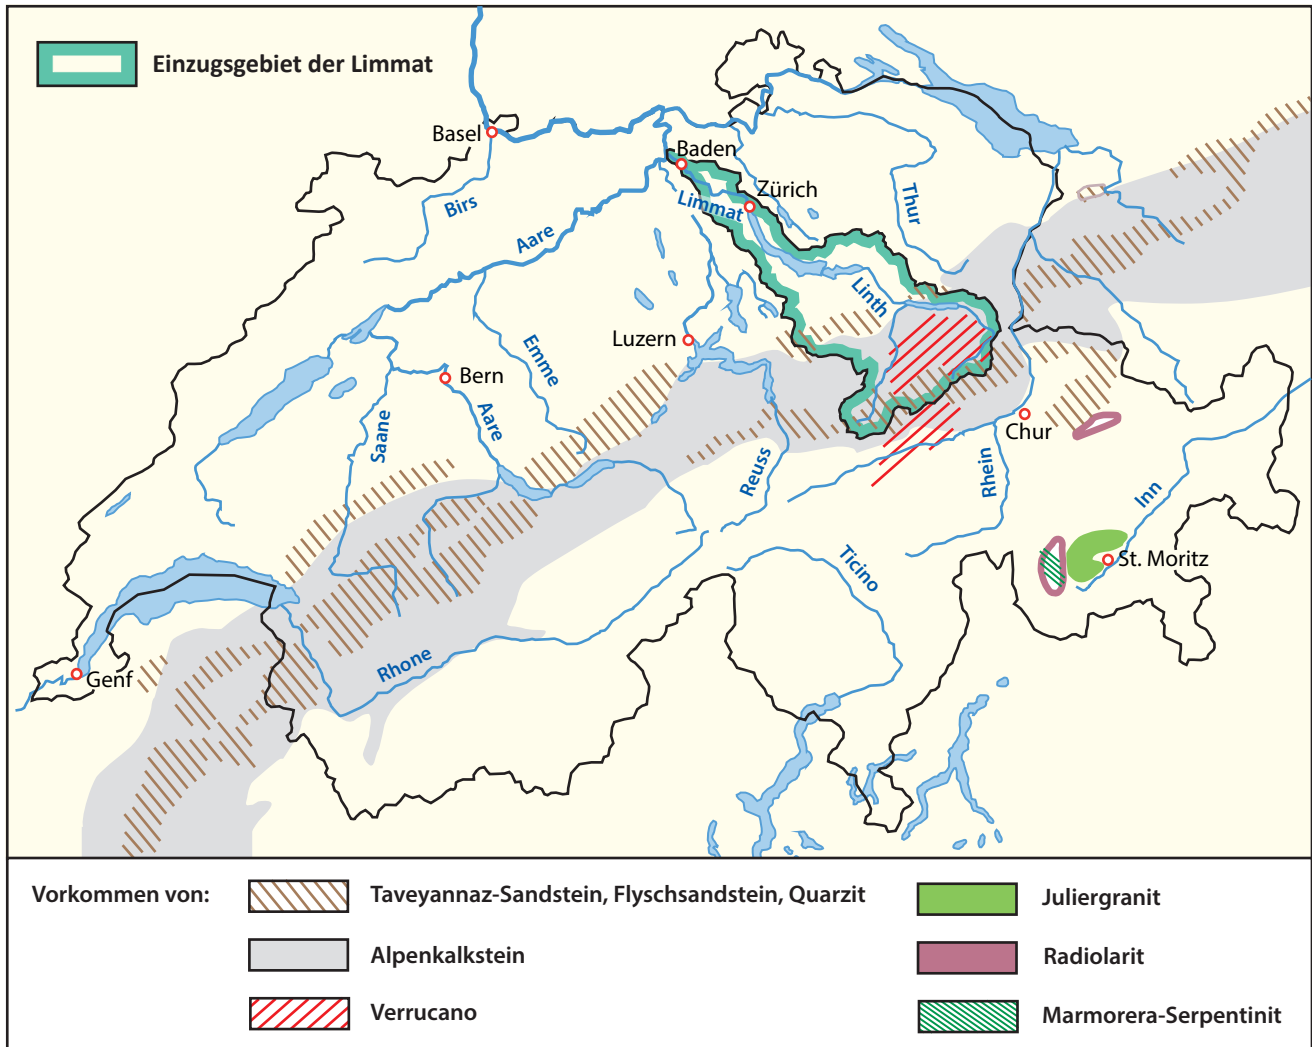 Einzugsgebiet der Limmat
Basel
Baden
Zürich
Limmat
Thur
Birs
Aare
Linth
Luzern
Emme
Bern
Aare
Saane
Chur
Reuss
Rhein
Inn
Ticino
St. Moritz
Rhone
Genf
Vorkommen von:
Taveyannaz-Sandstein, Flyschsandstein, Quarzit
Alpenkalkstein
Verrucano
Juliergranit
Radiolarit
Marmorera-Serpentinit